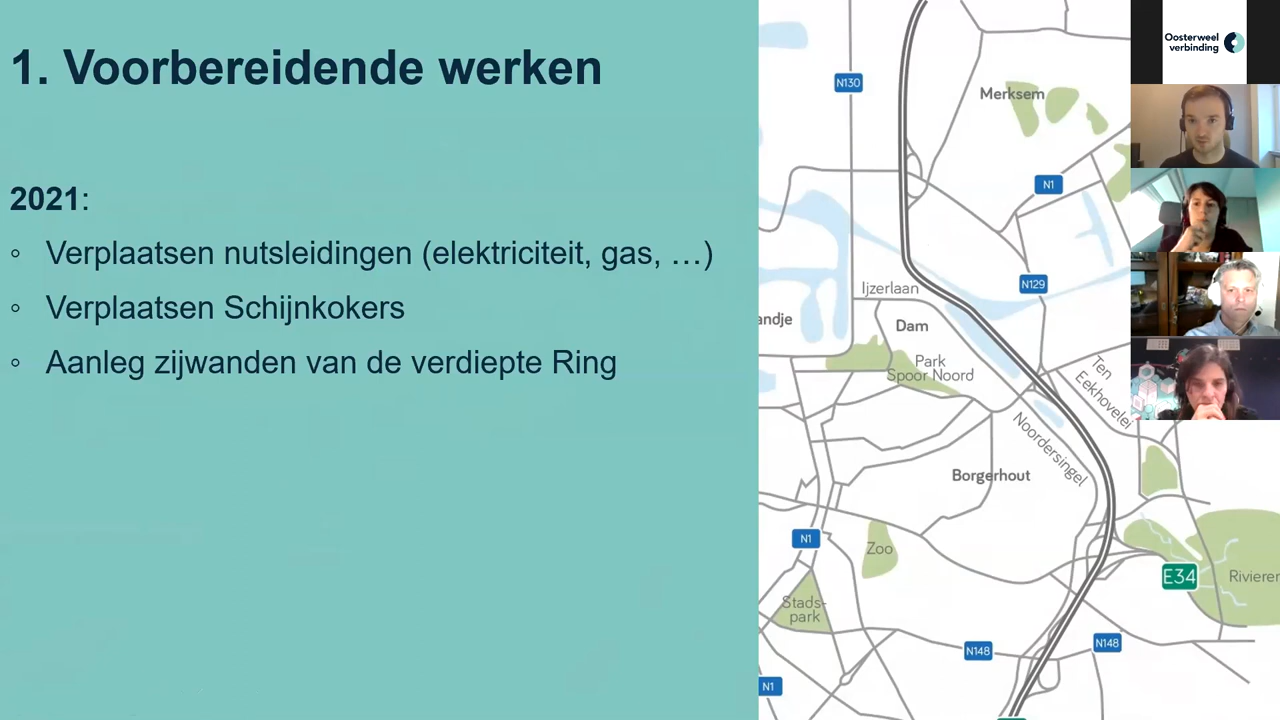 1. Voorbereidende werken
2021:
◦ Verplaatsen nutsleidingen (elektriciteit, gas, …)
◦ Verplaatsen Schijnkokers
◦ Aanleg zijwanden van de verdiepte Ring
N130
Merksem
N1
N129
Ijzerlaan
andje
Dam
Park
Spoor Noord
Ten
Eekhovelei
Noordersingel
Borgerhout
N1
Zoo
E34
Rivieren
Stads-
park
N148
N148
N1
Oosterweel
verbinding